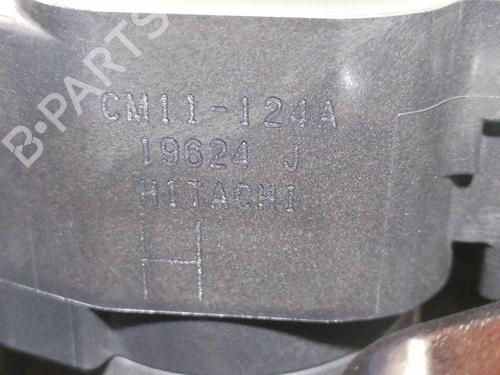 B-PARTS
CM11-124A
19624 J
HITACHI
H